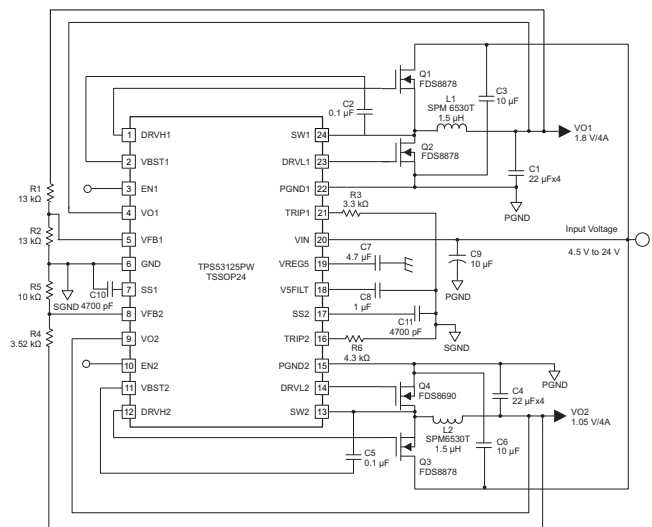 Q1
FDS8878
C3
10 µF
C2
0.1 µF
L1
SPM 6530T
1.5 µH
VO1
1.8 V/4A
1 DRVH1
SW1 24
Q2
FDS8878
2 VBST1
DRVL1 23
C1
22 µFx4
R1
13 kΩ
3 EN1
PGND1 22
PGND
R3
3.3 kΩ
4 VO1
TRIP1 21
R2
13 kΩ
5 VFB1
VIN 20
Input Voltage
4.5 V to 24 V
C7
4.7 µF
C9
10 µF
PGND
6 GND
TPS53125PW
TSSOP24
VREG5 19
R5
10 kΩ
SGND
C10
4700 pF
7 SS1
V5FILT 18
C8
1 µF
8 VFB2
SS2 17
C11
4700 pF
SGND
R4
3.52 kΩ
9 VO2
TRIP2 16
R6
4.3 kΩ
10 EN2
PGND2 15
PGND
11 VBST2
DRVL2 14
Q4
FDS8690
C4
22 µFx4
12 DRVH2
SW2 13
VO2
1.05 V/4A
L2
SPM6530T
1.5 µH
C6
10 µF
C5
0.1 µF
Q3
FDS8878